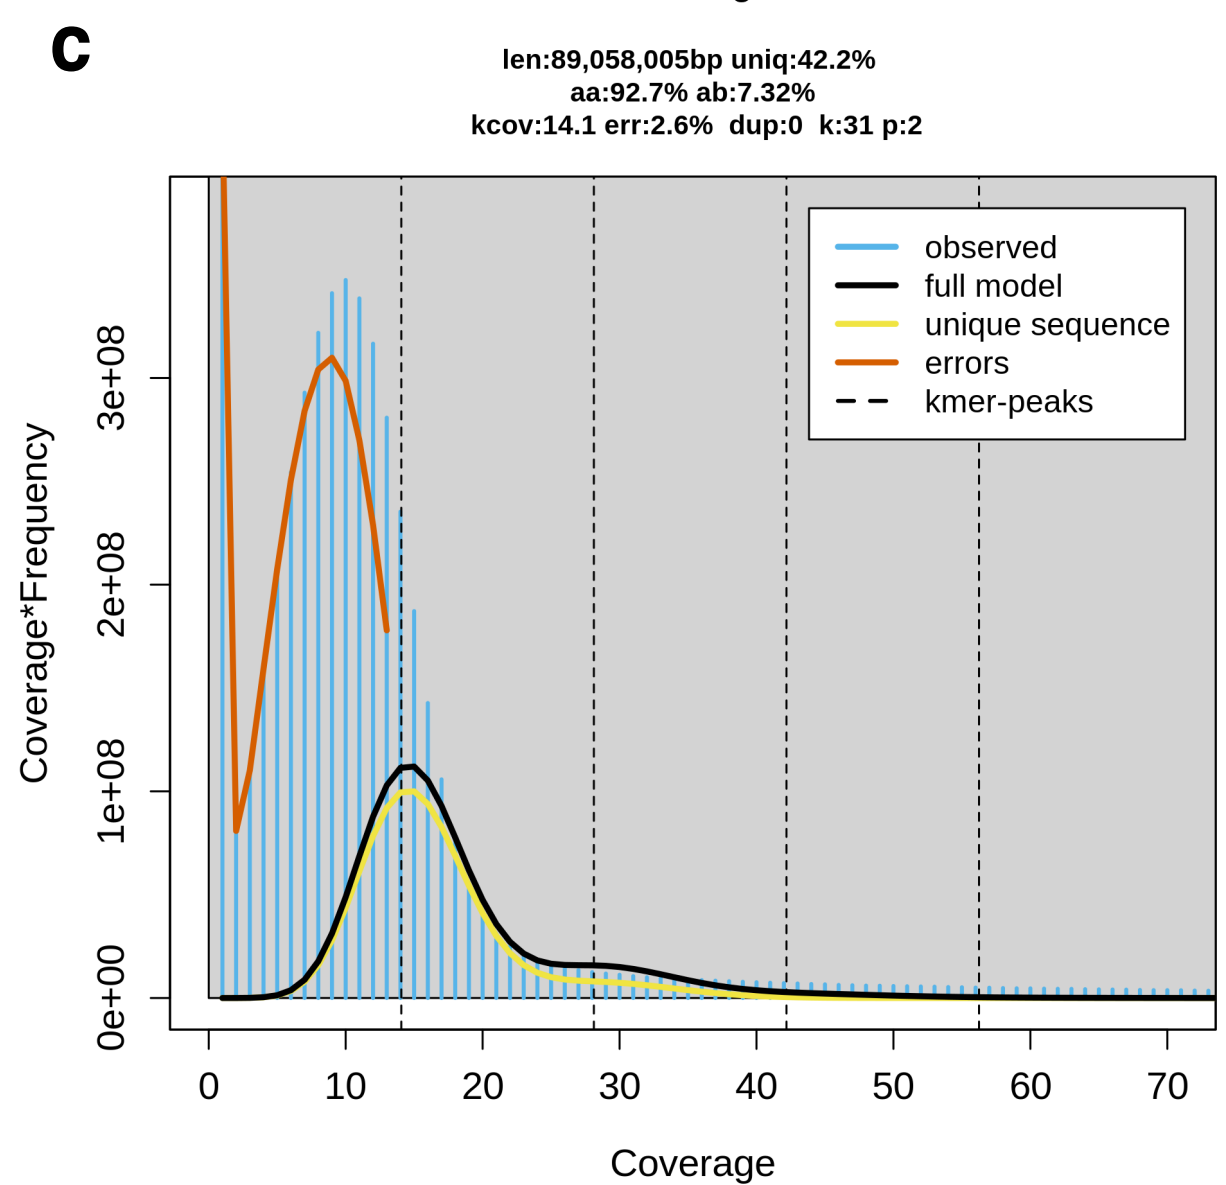 C
len:89,058,005bp uniq:42.2%
aa:92.7% ab:7.32%
kcov:14.1 err:2.6%  dup:0  k:31 p:2
observed
full model
unique sequence
errors
kmer-peaks
Coverage*Frequency
3e+08
2e+08
1e+08
0e+00
0 10 20 30 40 50 60 70
Coverage